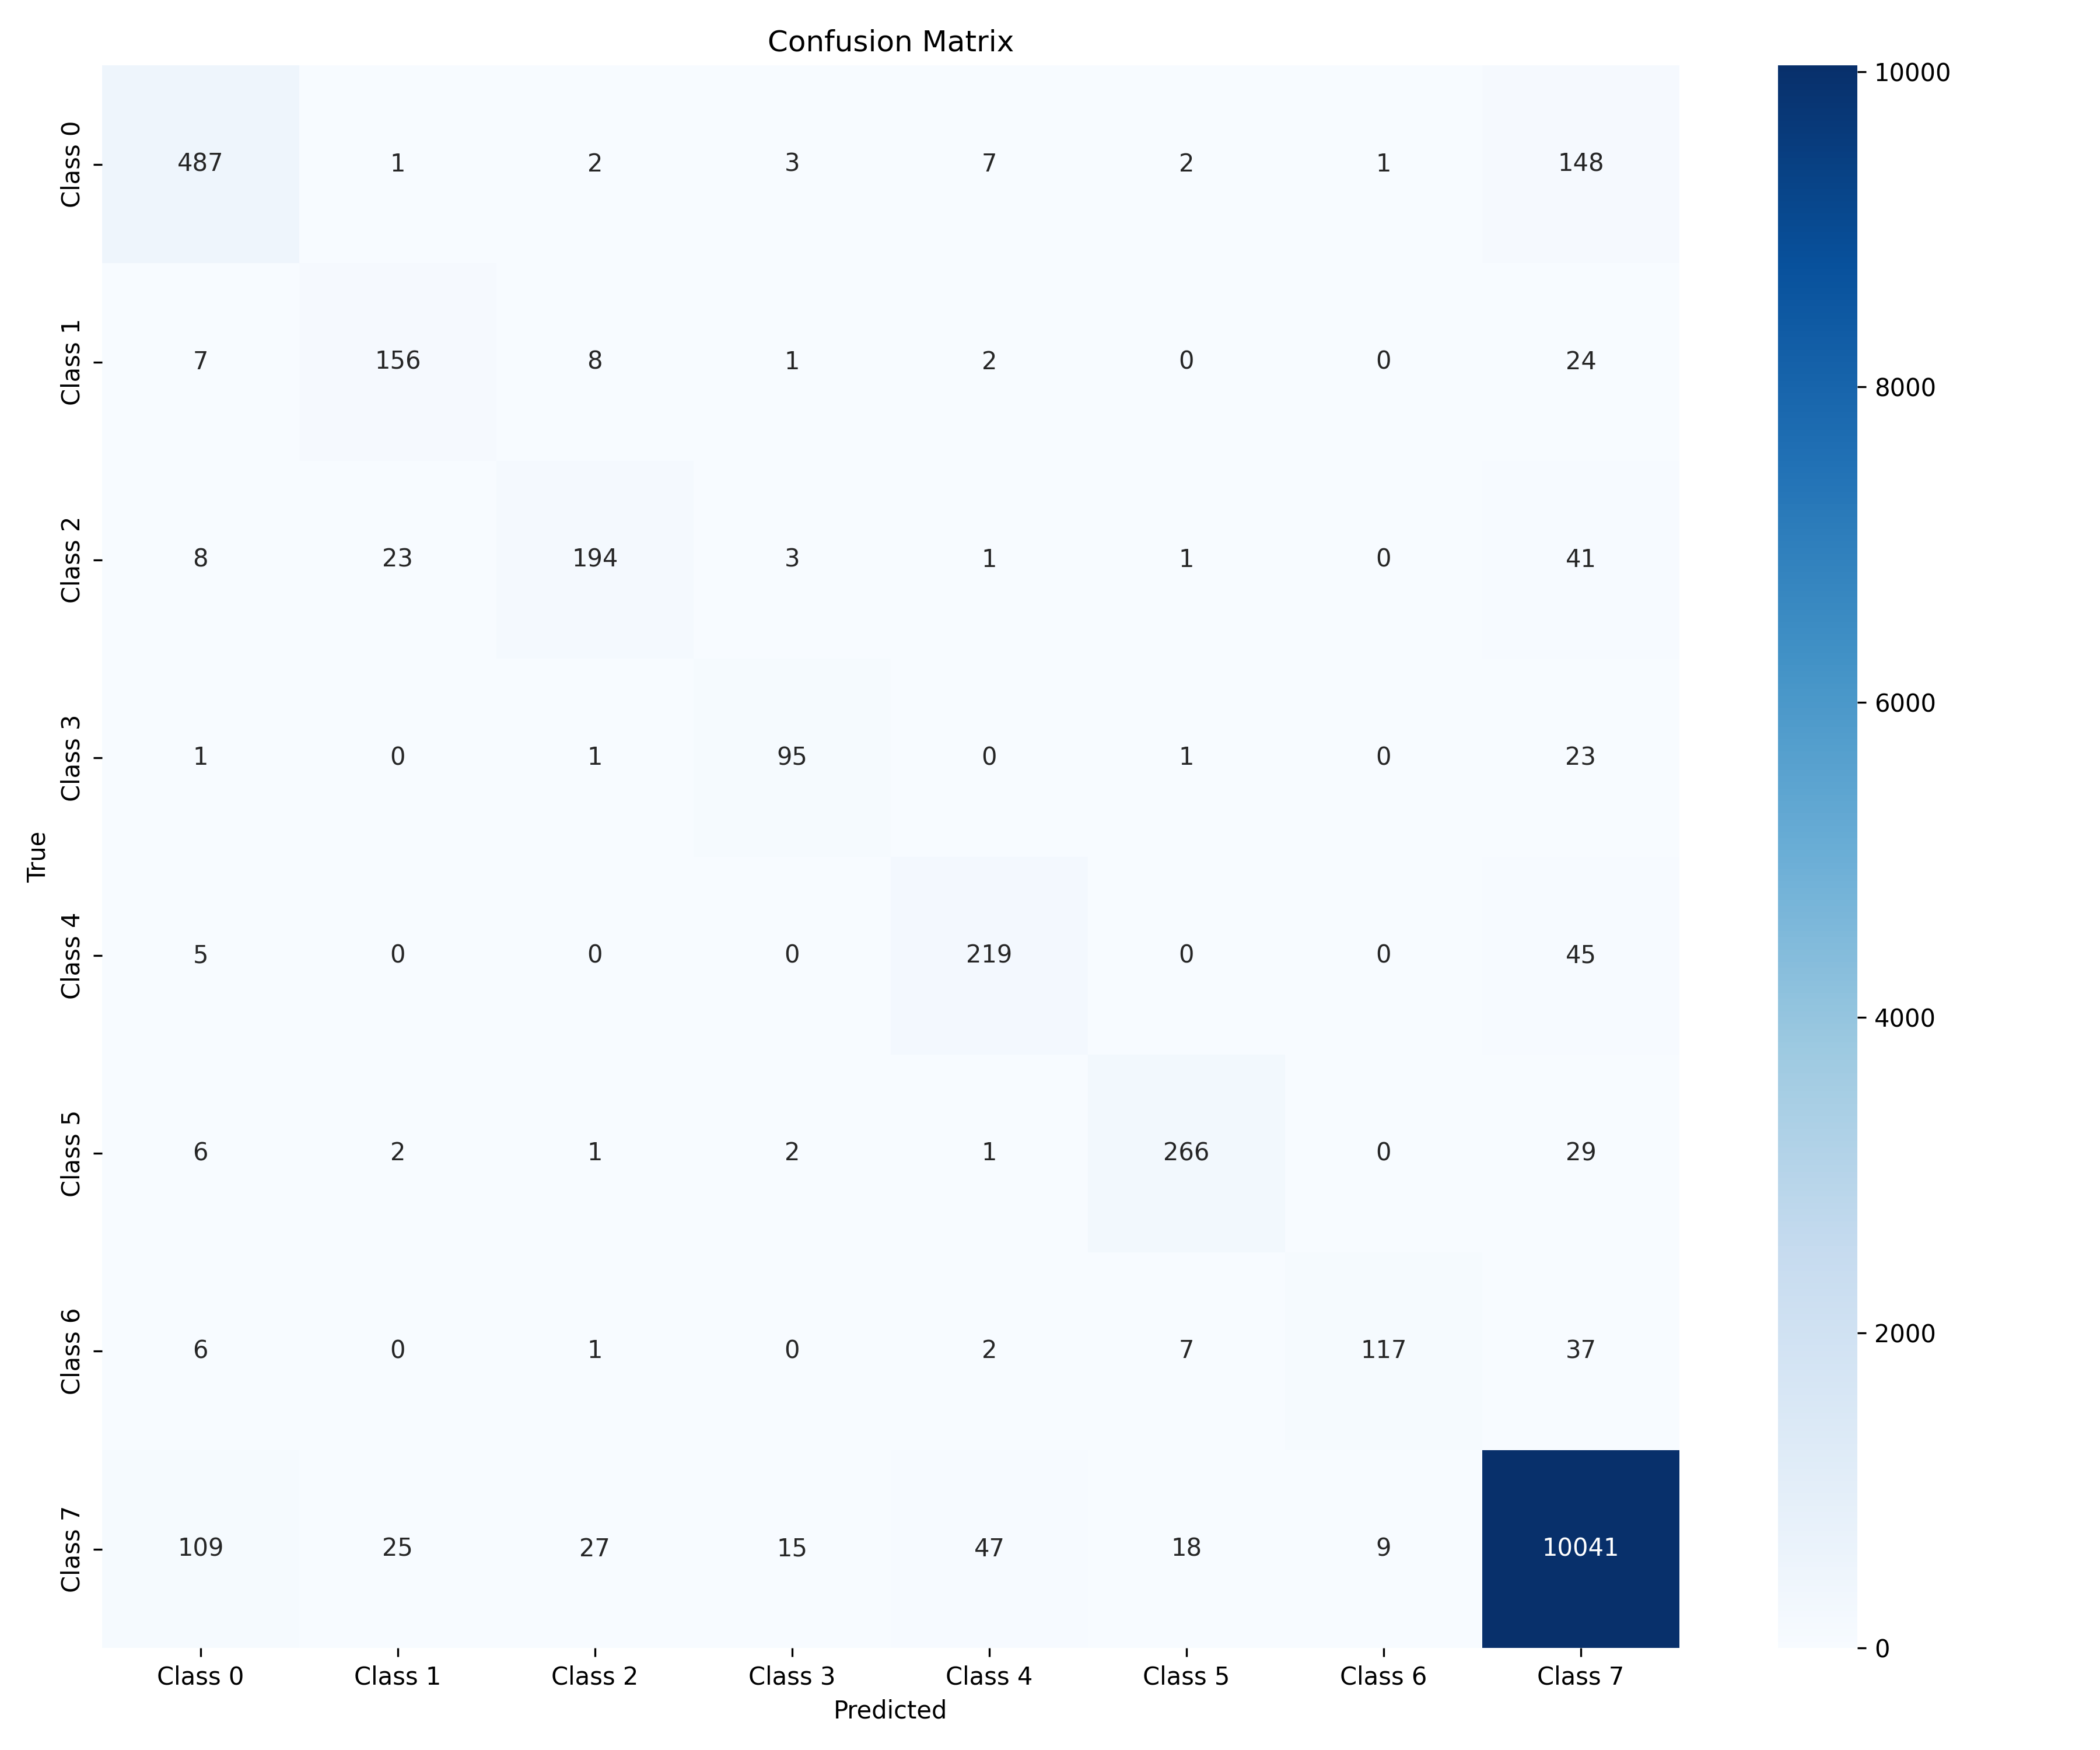 Confusion Matrix
Class 0 487 1 2 3 7 2 1 148
Class 1 7 156 8 1 2 0 0 24
Class 2 8 23 194 3 1 1 0 41
Class 3 1 0 1 95 0 1 0 23
Class 4 5 0 0 0 219 0 0 45
Class 5 6 2 1 2 1 266 0 29
Class 6 6 0 1 0 2 7 117 37
Class 7 109 25 27 15 47 18 9 10041
Class 0 Class 1 Class 2 Class 3 Class 4 Class 5 Class 6 Class 7
Predicted
True
10000
8000
6000
4000
2000
0